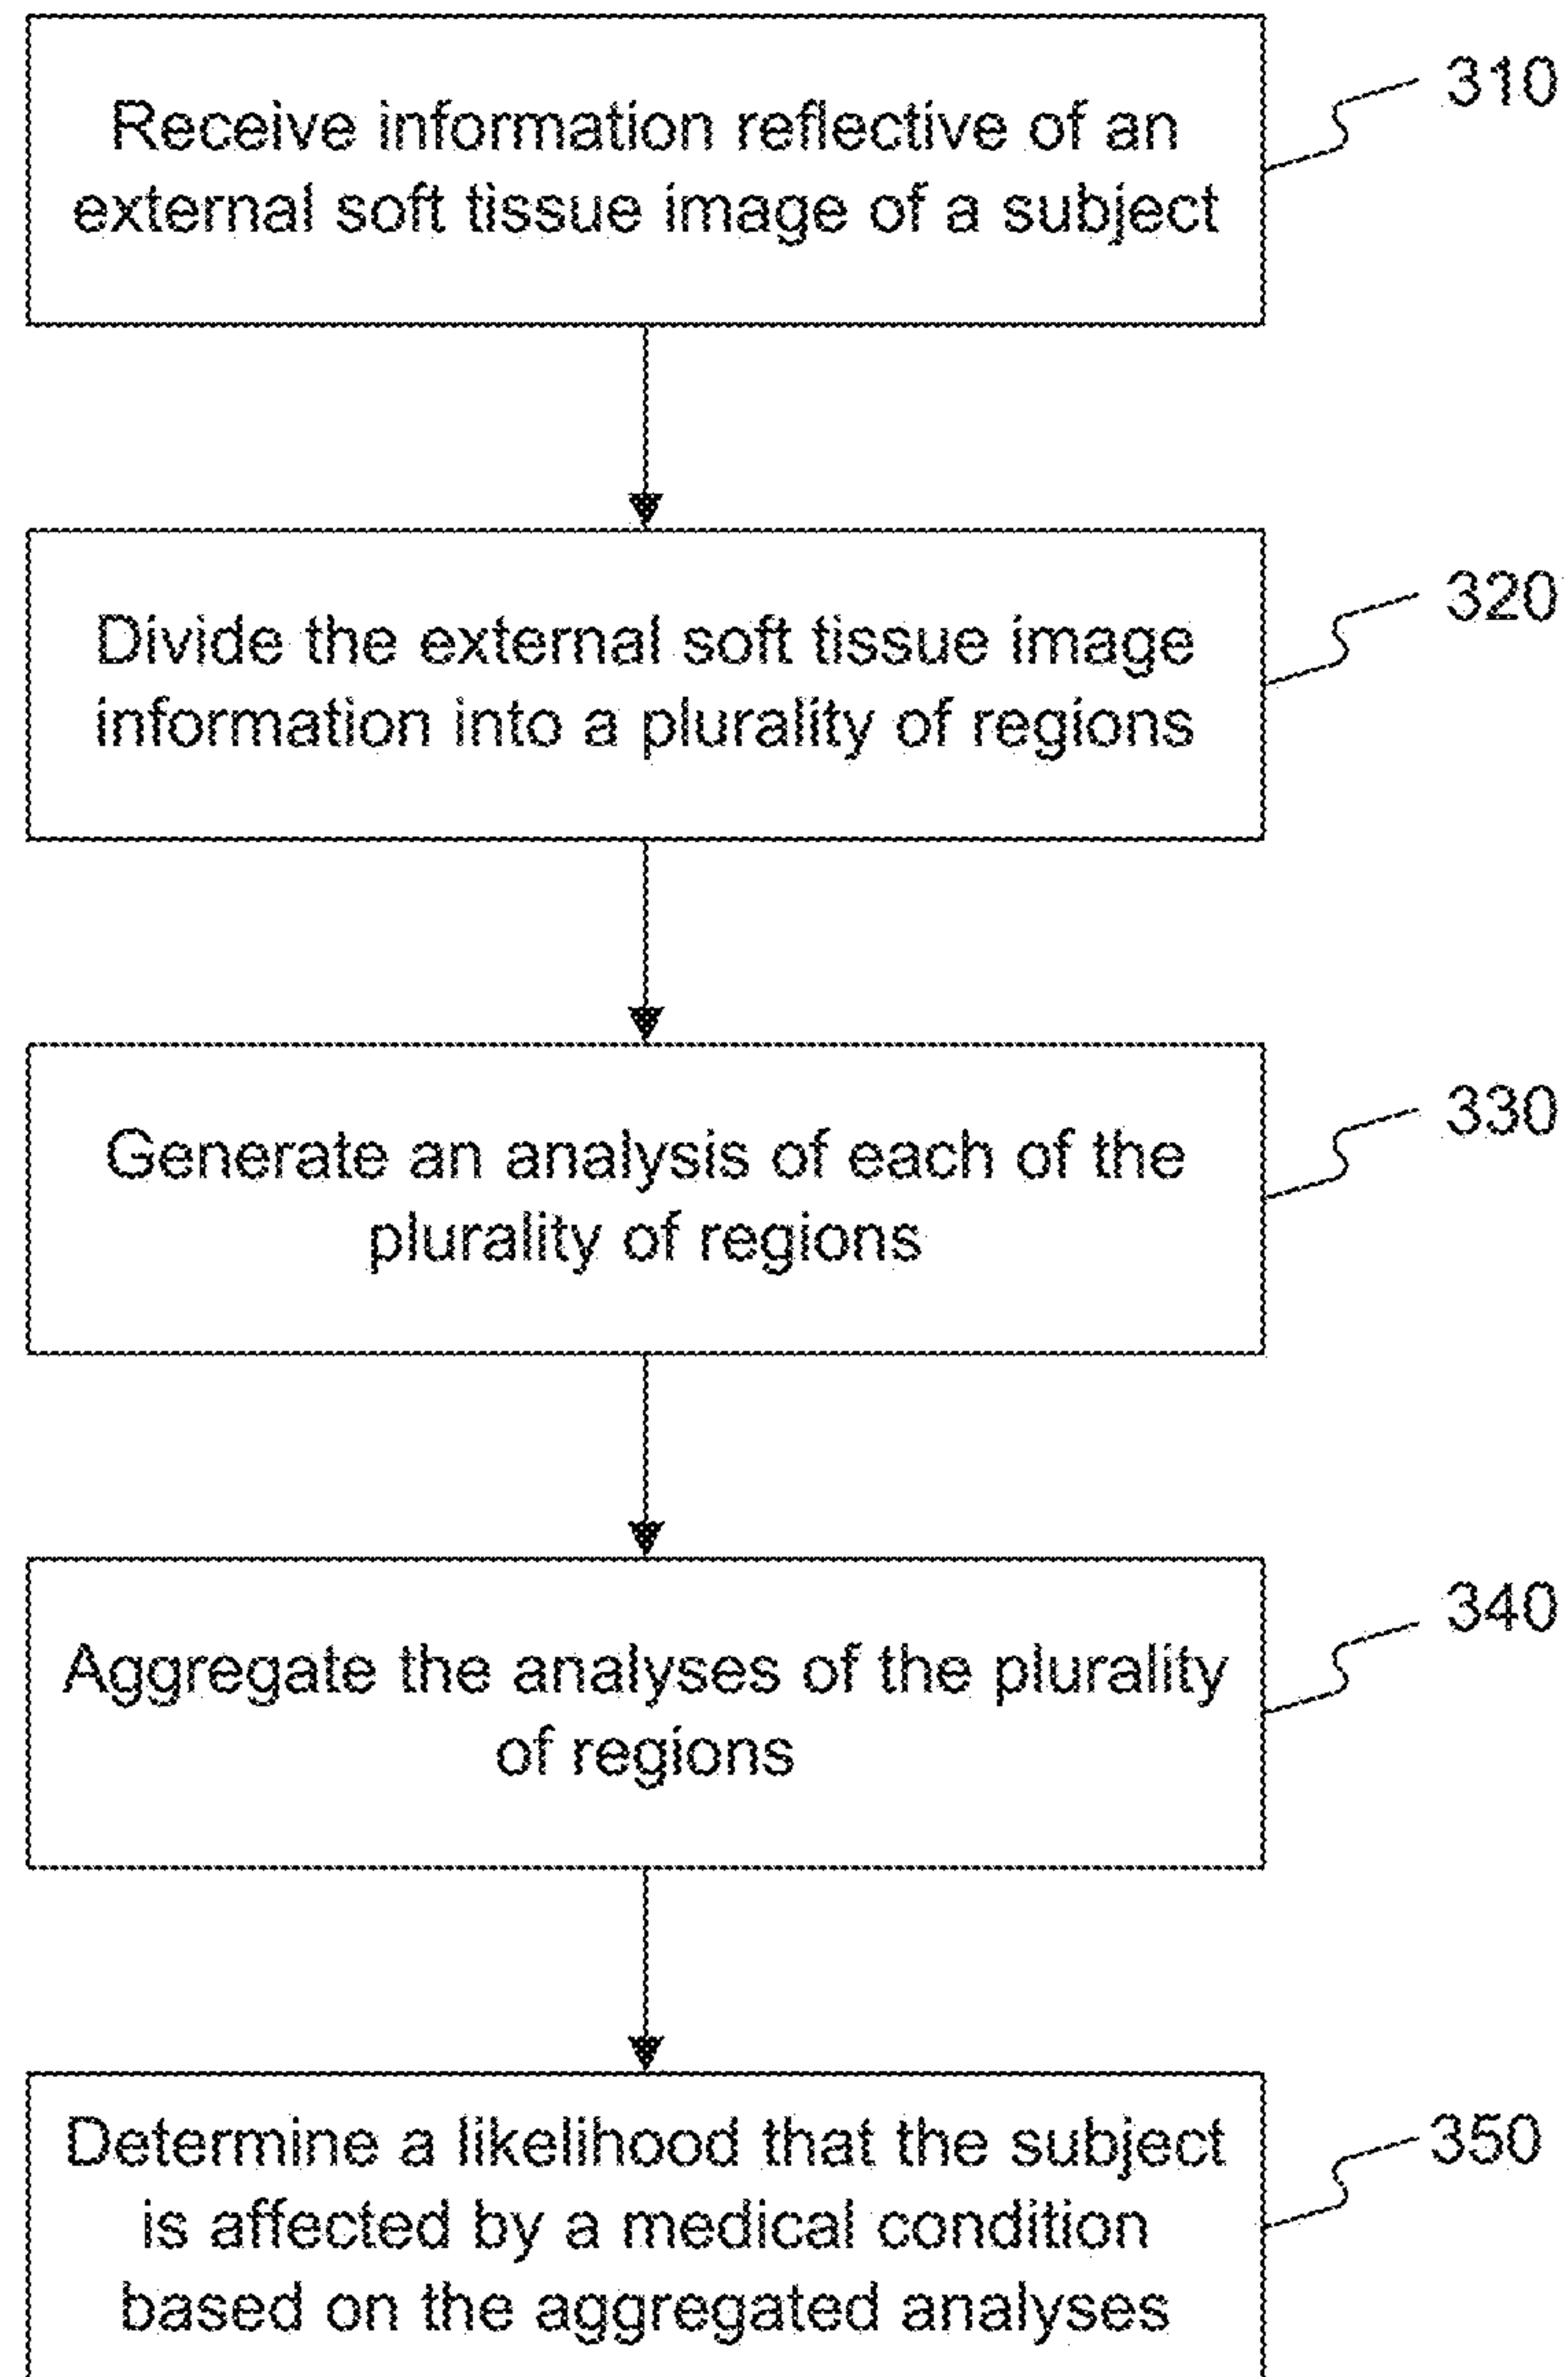 Receive information reflective of an
external soft tissue image of a subject
310
Divide the external soft tissue image
information into a plurality of regions
320
Generate an analysis of each of the
plurality of regions
330
Aggregate the analyses of the plurality
of regions
340
Determine a likelihood that the subject
is affected by a medical condition
based on the aggregated analyses
350